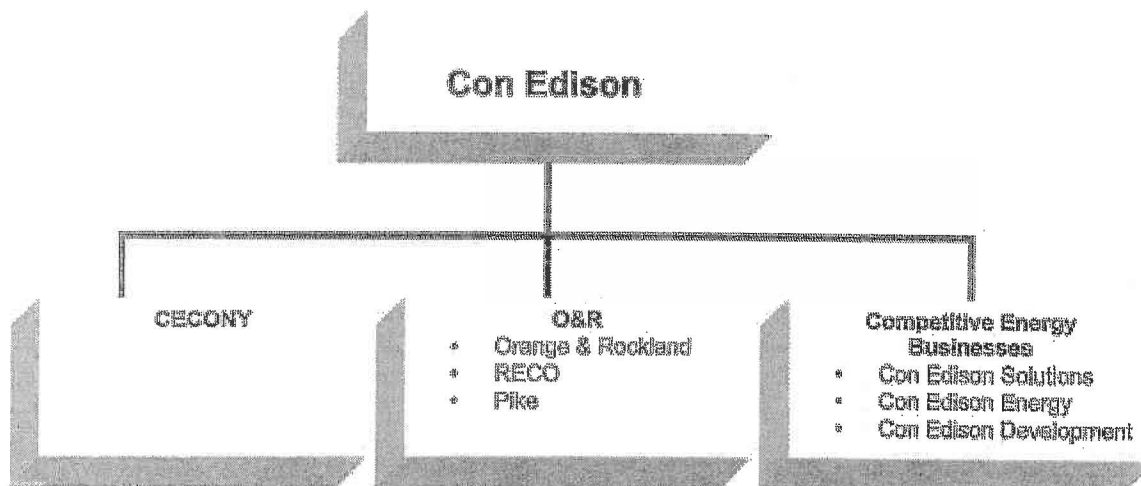 Con Edison
CECONY
O&R
• Orange & Rockland
• RECO
• Pike
Competitive Energy
Businesses
• Con Edison Solutions
• Con Edison Energy
• Con Edison Development